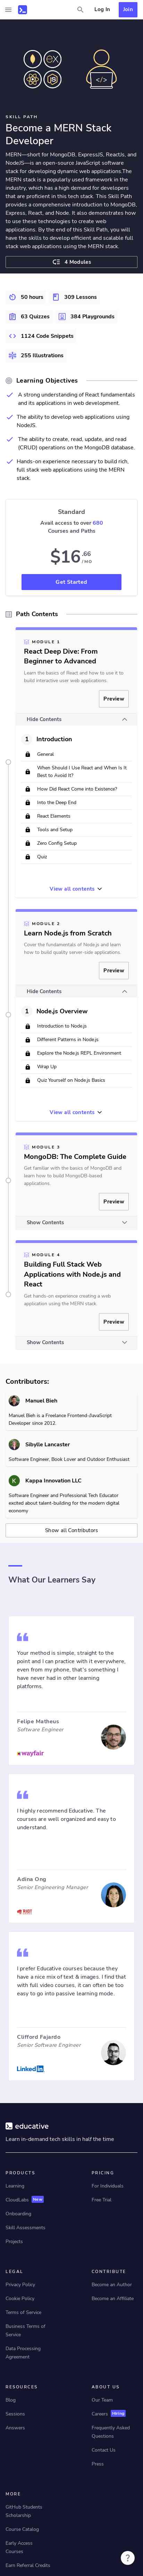 Log In
Join
SKILL PATH
Become a MERN Stack
Developer
MERN—short for MongoDB, ExpressJS, ReactJs, and
NodeJS—is an open-source JavaScript software
stack for developing dynamic web applications.The
MERN stack is extremely in demand in the
industry, which has a high demand for developers
that are proficient in this tech stack. This Skill Path
provides a comprehensive introduction to MongoDB,
Express, React, and Node. It also demonstrates how
to use these technologies to create web
applications. By the end of this Skill Path, you will
have the skills to develop efficient and scalable full
stack web applications using the MERN stack.
4 Modules
50 hours
309 Lessons
63 Quizzes
384 Playgrounds
1124 Code Snippets
255 Illustrations
Learning Objectives
A strong understanding of React fundamentals
and its applications in web development.
The ability to develop web applications using
NodeJS.
The ability to create, read, update, and read
(CRUD) operations on the MongoDB database.
Hands-on experience necessary to build rich,
full stack web applications using the MERN
stack.
Standard
Avail access to over 680
Courses and Paths
$16 .66
/ MO
Get Started
Path Contents
MODULE 1
React Deep Dive: From
Beginner to Advanced
Learn the basics of React and how to use it to
build interactive user web applications.
Preview
Hide Contents
1 Introduction
General
When Should I Use React and When Is It
Best to Avoid It?
How Did React Come into Existence?
Into the Deep End
React Elements
Tools and Setup
Zero Config Setup
Quiz
View all contents
MODULE 2
Learn Node.js from Scratch
Cover the fundamentals of Node.js and learn
how to build quality server-side applications.
Preview
Hide Contents
1 Node.js Overview
Introduction to Node.js
Different Patterns in Node.js
Explore the Node.js REPL Environment
Wrap Up
Quiz Yourself on Node.js Basics
View all contents
MODULE 3
MongoDB: The Complete Guide
Get familiar with the basics of MongoDB and
learn how to build MongoDB-based
applications.
Preview
Show Contents
MODULE 4
Building Full Stack Web
Applications with Node.js and
React
Get hands-on experience creating a web
application using the MERN stack.
Preview
Show Contents
Contributors:
Manuel Bieh
Manuel Bieh is a Freelance Frontend-/JavaScript
Developer since 2012.
Sibylle Lancaster
Software Engineer, Book Lover and Outdoor Enthusiast
K
Kappa Innovation LLC
Software Engineer and Professional Tech Educator
excited about talent-building for the modern digital
economy.
Show all Contributors
What Our Learners Say
Your method is simple, straight to the
point and I can practice with it everywhere,
even from my phone, that's something I
have never had in other learning
platforms.
Felipe Matheus
Software Engineer
wayfair
I highly recommend Educative. The
courses are well organized and easy to
understand.
Adina Ong
Senior Engineering Manager
I prefer Educative courses because they
have a nice mix of text & images. I find that
with full video courses, it can often be too
easy to go into passive learning mode.
Clifford Fajardo
Senior Software Engineer
Linked in
educative
Learn in-demand tech skills in half the time
PRODUCTS
PRICING
Learning
For Individuals
CloudLabs New
Free Trial
Onboarding
Skill Assessments
Projects
LEGAL
CONTRIBUTE
Privacy Policy
Become an Author
Cookie Policy
Become an Affiliate
Terms of Service
Business Terms of
Service
Data Processing
Agreement
RESOURCES
ABOUT US
Blog
Our Team
Sessions
Careers Hiring
Answers
Frequently Asked
Questions
Contact Us
Press
MORE
GitHub Students
Scholarship
Course Catalog
Early Access
Courses
Earn Referral Credits
?